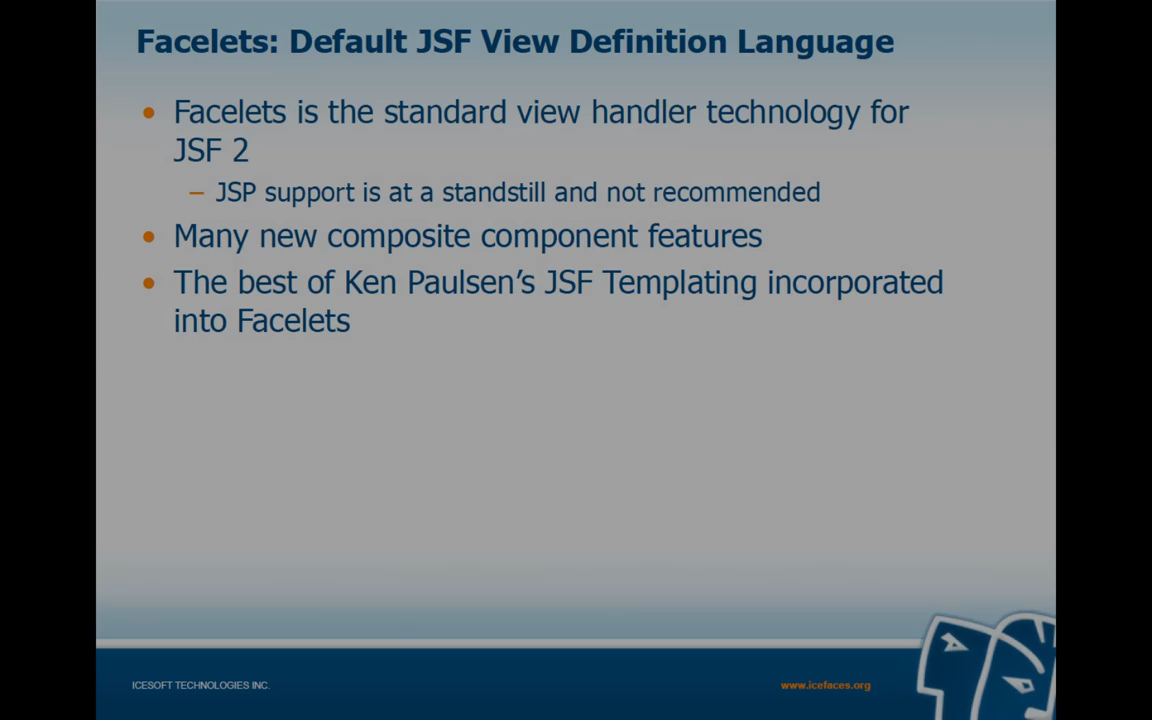 Facelets: Default JSF View Definition Language
• Facelets is the standard view handler technology for
JSF 2
– JSP support is at a standstill and not recommended
• Many new composite component features
• The best of Ken Paulsen’s JSF Templating incorporated
into Facelets
ICESOFT TECHNOLOGIES INC.
www.icefaces.org